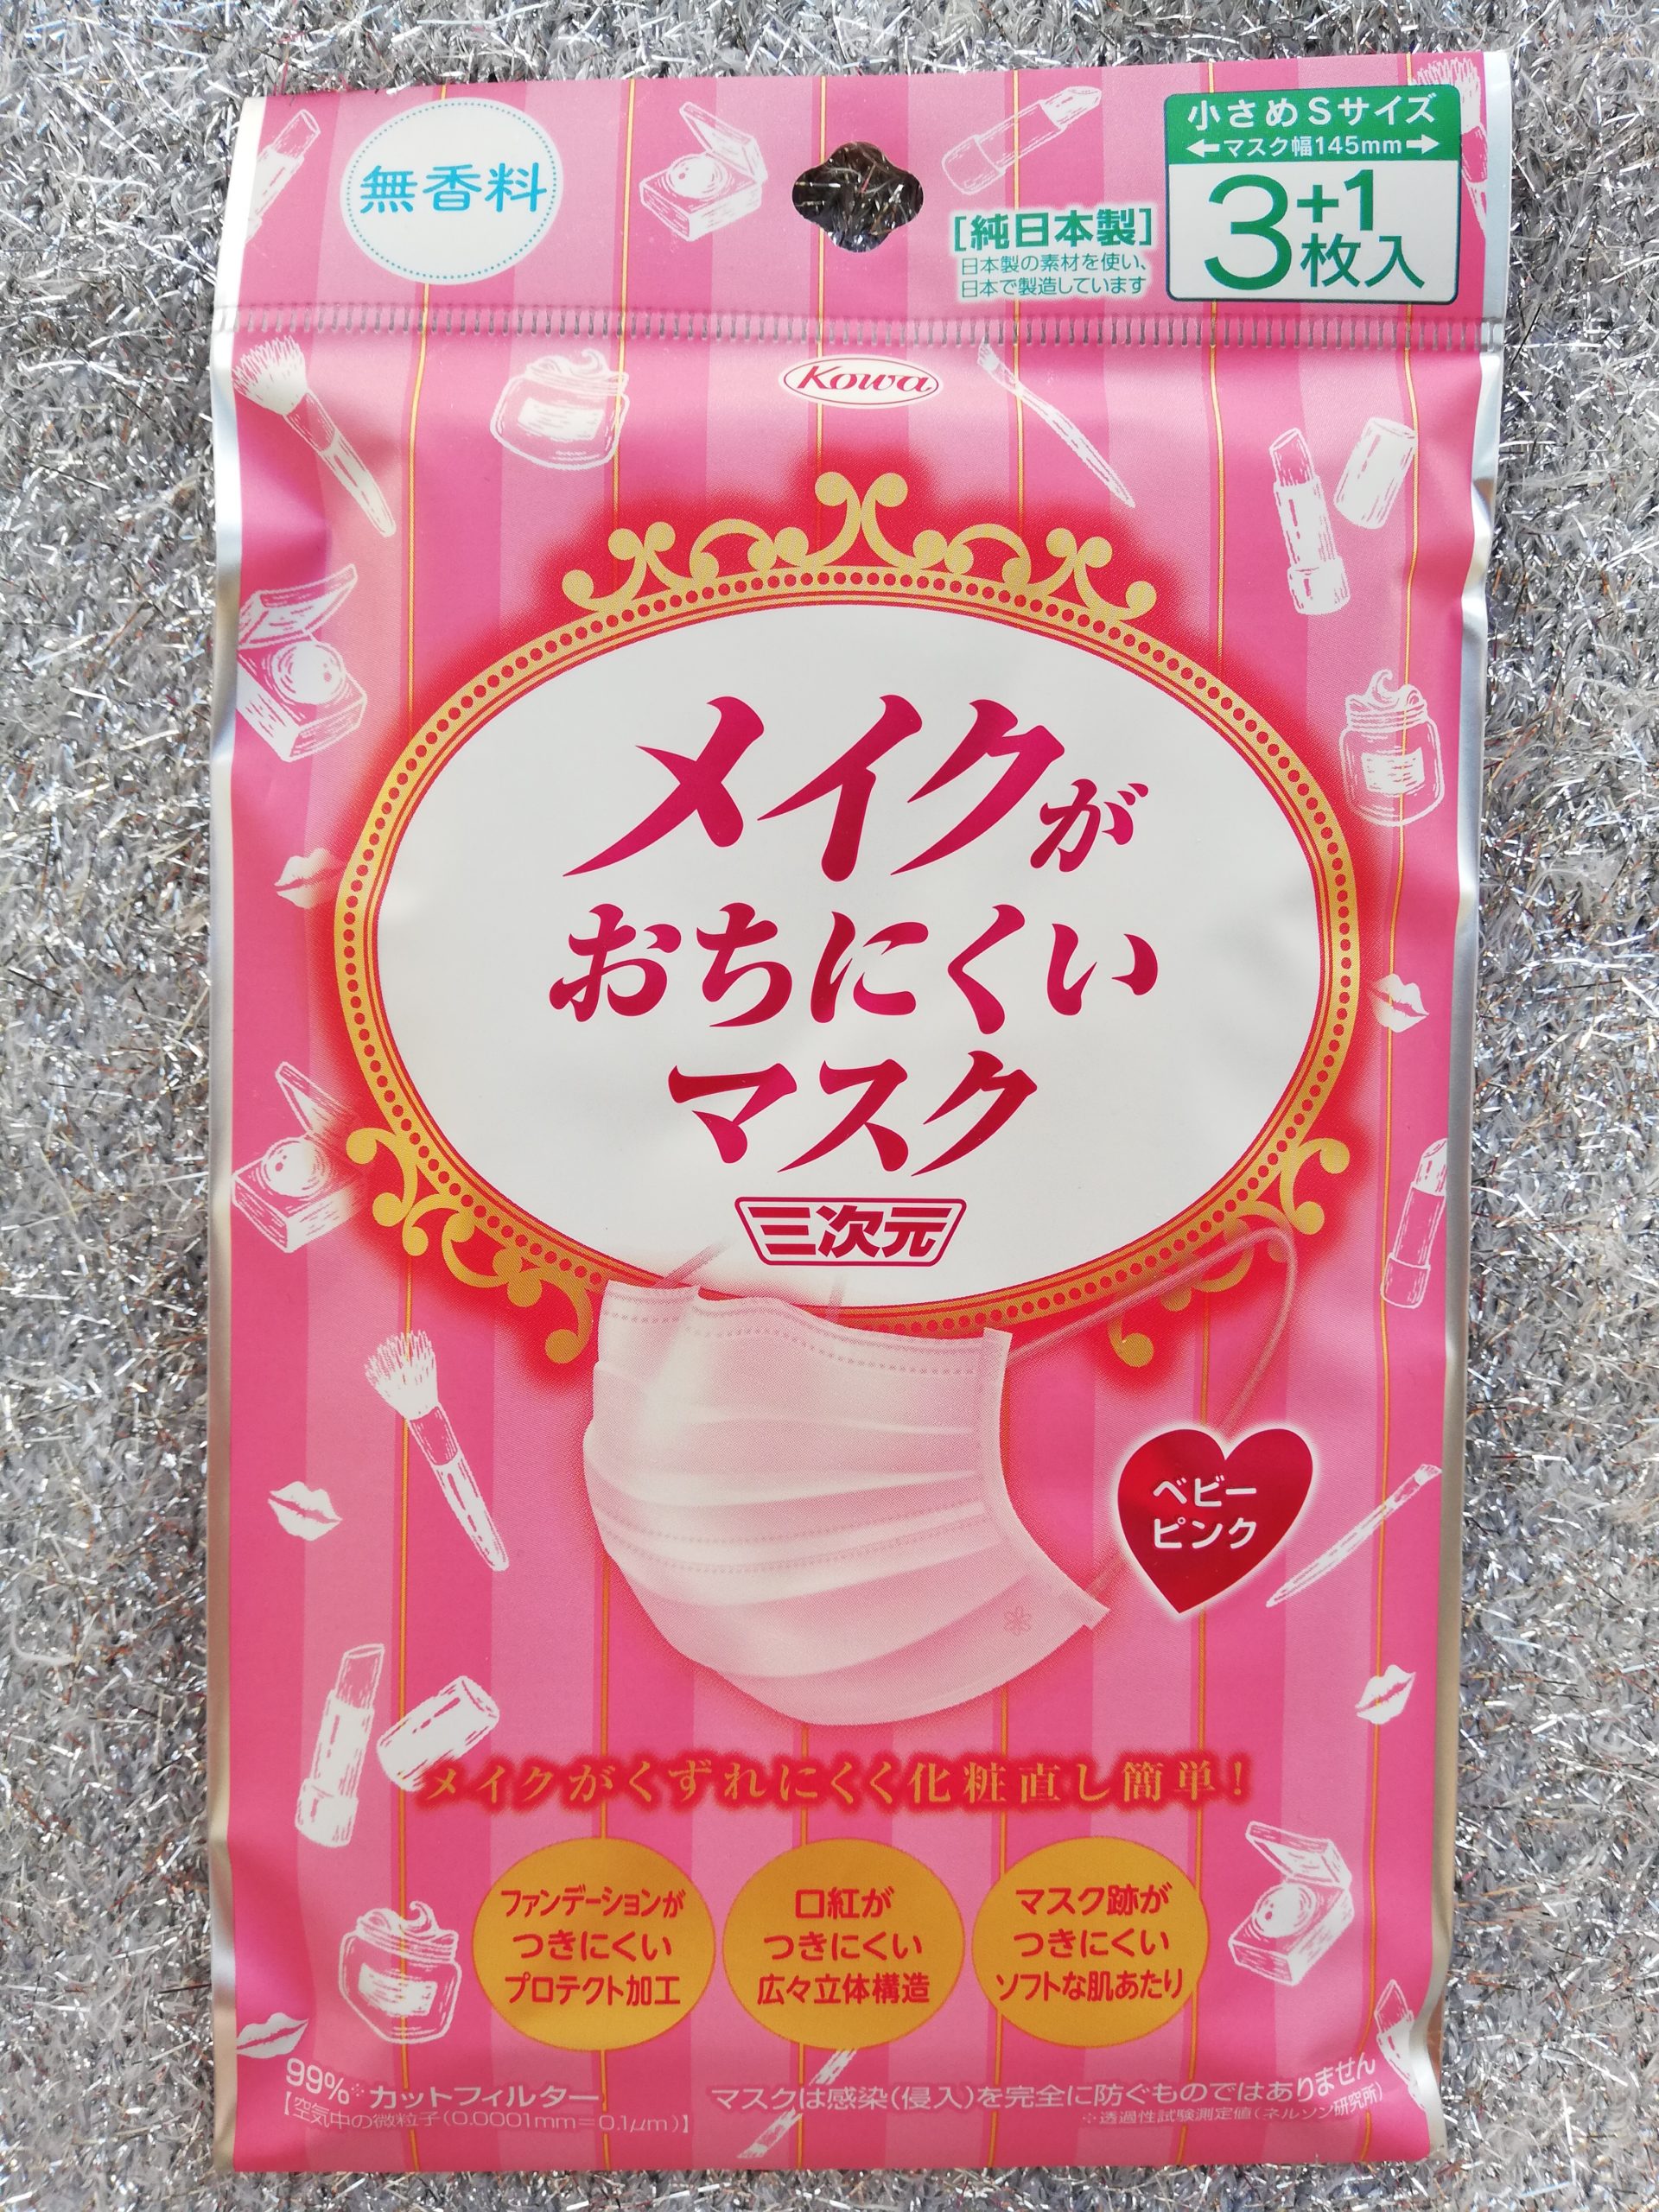 無香料
小さめSサイズ
マスク幅145mm
3+1枚入
[純日本製]
日本製の素材を使い、
日本で製造しています
Kowa
メイクが
おちにくい
マスク
三次元
ベビー
ピンク
メイクがくずれにくく化粧直し簡単!
ファンデーションが
つきにくい
プロテクト加工
口紅が
つきにくい
広々立体構造
マスク跡が
つきにくい
ソフトな肌あたり
99%※カットフィルター
【空気中の微粒子(0.0001mm=0.1μm)】
マスクは感染(侵入)を完全に防ぐものではありません
※透過性試験測定値(ネルソン研究所)